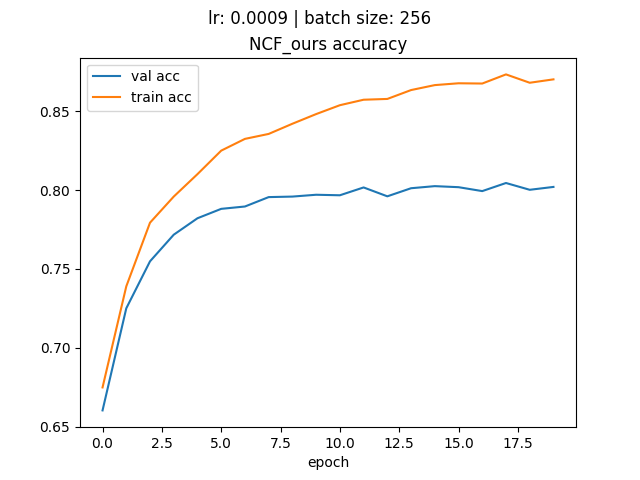 lr: 0.0009 | batch size: 256
NCF_ours accuracy
val acc
train acc
0.85
0.80
0.75
0.70
0.65
0.0 2.5 5.0 7.5 10.0 12.5 15.0 17.5
epoch